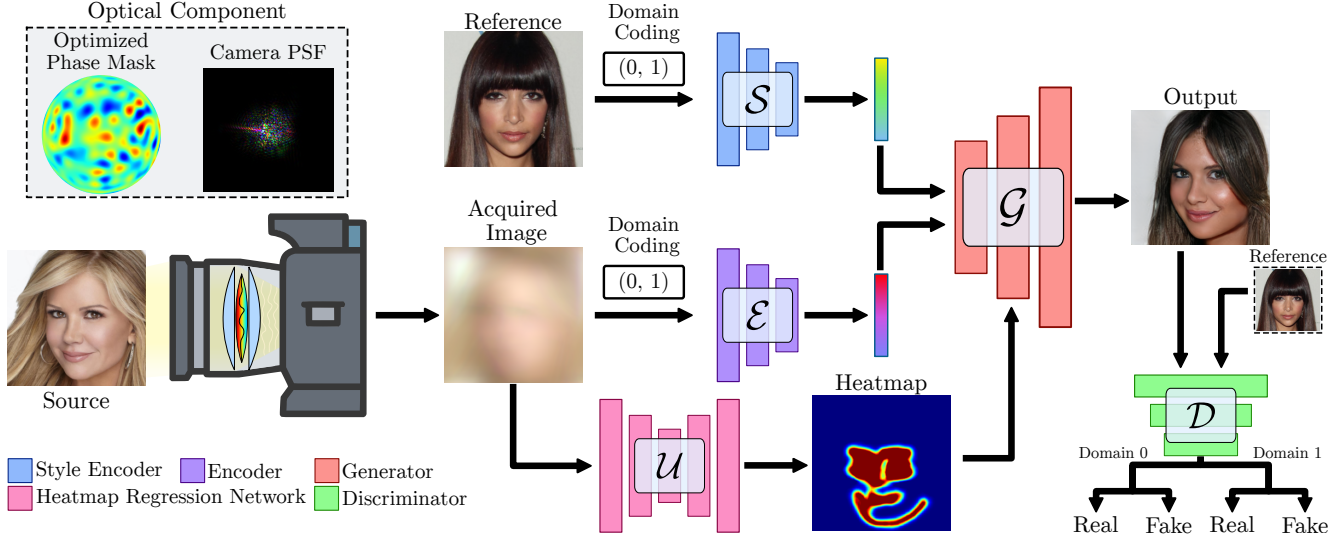 Optical Component
Optimized
Phase Mask
Camera PSF
Reference
Domain
Coding
(0, 1)
S
G
Output
Source
Acquired
Image
Domain
Coding
(0, 1)
E
Reference
Heatmap
U
D
Domain 0
Domain 1
Real
Fake
Real
Fake
Style Encoder
Encoder
Generator
Heatmap Regression Network
Discriminator